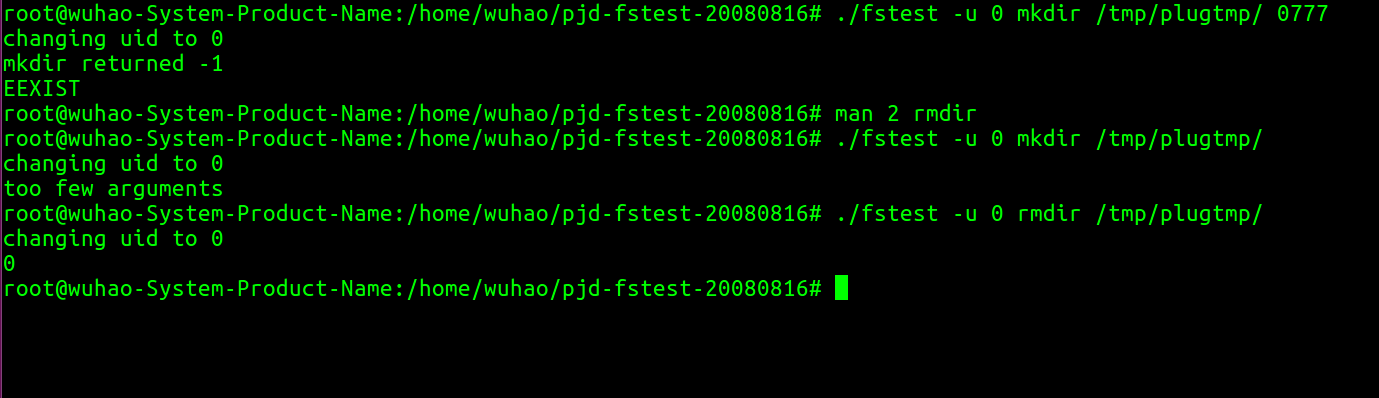 root@wuhao-System-Product-Name:/home/wuhao/pjd-fstest-20080816# ./fstest -u 0 mkdir /tmp/plugtmp/ 0777
changing uid to 0
mkdir returned -1
EEXIST
root@wuhao-System-Product-Name:/home/wuhao/pjd-fstest-20080816# man 2 rmdir
root@wuhao-System-Product-Name:/home/wuhao/pjd-fstest-20080816# ./fstest -u 0 mkdir /tmp/plugtmp/
changing uid to 0
too few arguments
root@wuhao-System-Product-Name:/home/wuhao/pjd-fstest-20080816# ./fstest -u 0 rmdir /tmp/plugtmp/
changing uid to 0
0
root@wuhao-System-Product-Name:/home/wuhao/pjd-fstest-20080816#